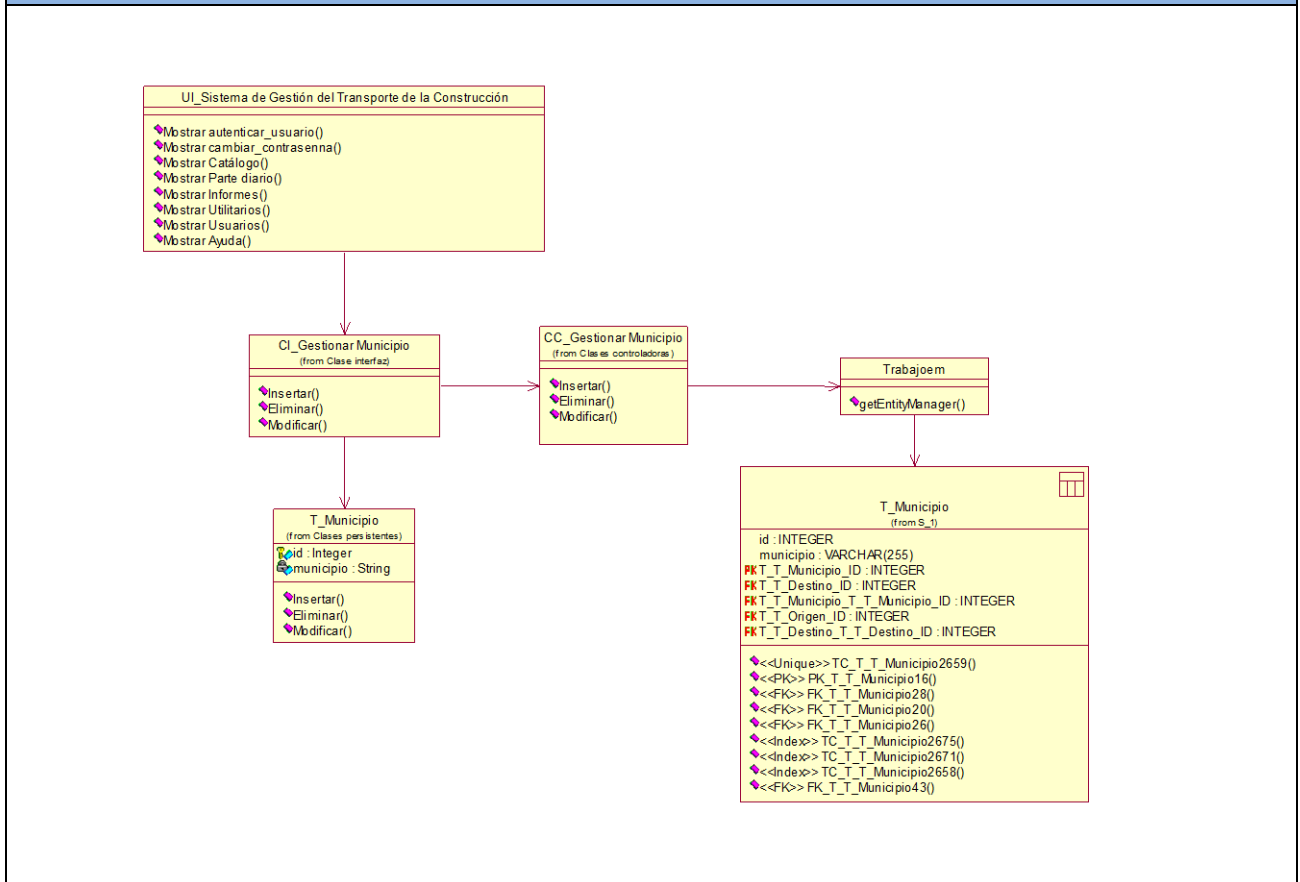 UI_Sistema de Gestión del Transporte de la Construcción
Mostrar autenticar_usuario()
Mostrar cambiar_contrasenna()
Mostrar Catálogo()
Mostrar Parte diario()
Mostrar Informes()
Mostrar Utilitarios()
Mostrar Usuarios()
Mostrar Ayuda()
CI_Gestionar Municipio
(from Clase interfaz)
Insertar()
Eliminar()
Modificar()
CC_Gestionar Municipio
(from Clases controladoras)
Insertar()
Eliminar()
Modificar()
Trabajoem
getEntityManager()
T_Municipio
(from Clases persistentes)
id : Integer
municipio : String
Insertar()
Eliminar()
Modificar()
T_Municipio
(from S_1)
id : INTEGER
municipio : VARCHAR(255)
PK T_T_Municipio_ID : INTEGER
FK T_T_Destino_ID : INTEGER
FK T_T_Municipio_T_T_Municipio_ID : INTEGER
FK T_T_Origen_ID : INTEGER
FK T_T_Destino_T_T_Destino_ID : INTEGER
<<Unique>> TC_T_T_Municipio2659()
<<PK>> PK_T_T_Municipio16()
<<FK>> FK_T_T_Municipio28()
<<FK>> FK_T_T_Municipio20()
<<FK>> FK_T_T_Municipio26()
<<Index>> TC_T_T_Municipio2675()
<<Index>> TC_T_T_Municipio2671()
<<Index>> TC_T_T_Municipio2658()
<<FK>> FK_T_T_Municipio43()